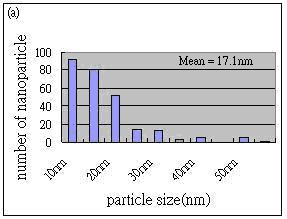 (a)
Mean = 17.1nm
number of nanoparticle
100
80
60
40
20
0
10nm
20nm
30nm
40nm
50nm
particle size(nm)